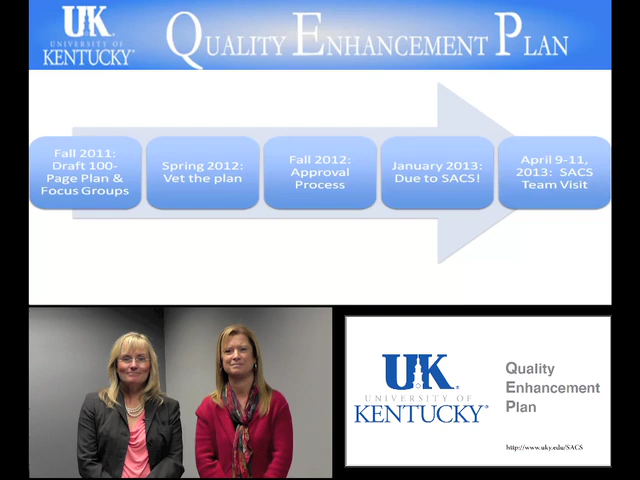 UK
UNIVERSITY OF
KENTUCKY
QUALITY ENHANCEMENT PLAN
Fall 2011:
Draft 100-
Page Plan &
Focus Groups
Spring 2012:
Vet the plan
Fall 2012:
Approval
Process
January 2013:
Due to SACS!
April 9-11,
2013: SACS
Team Visit
UK
UNIVERSITY OF
KENTUCKY
Quality
Enhancement
Plan
http://www.uky.edu/SACS